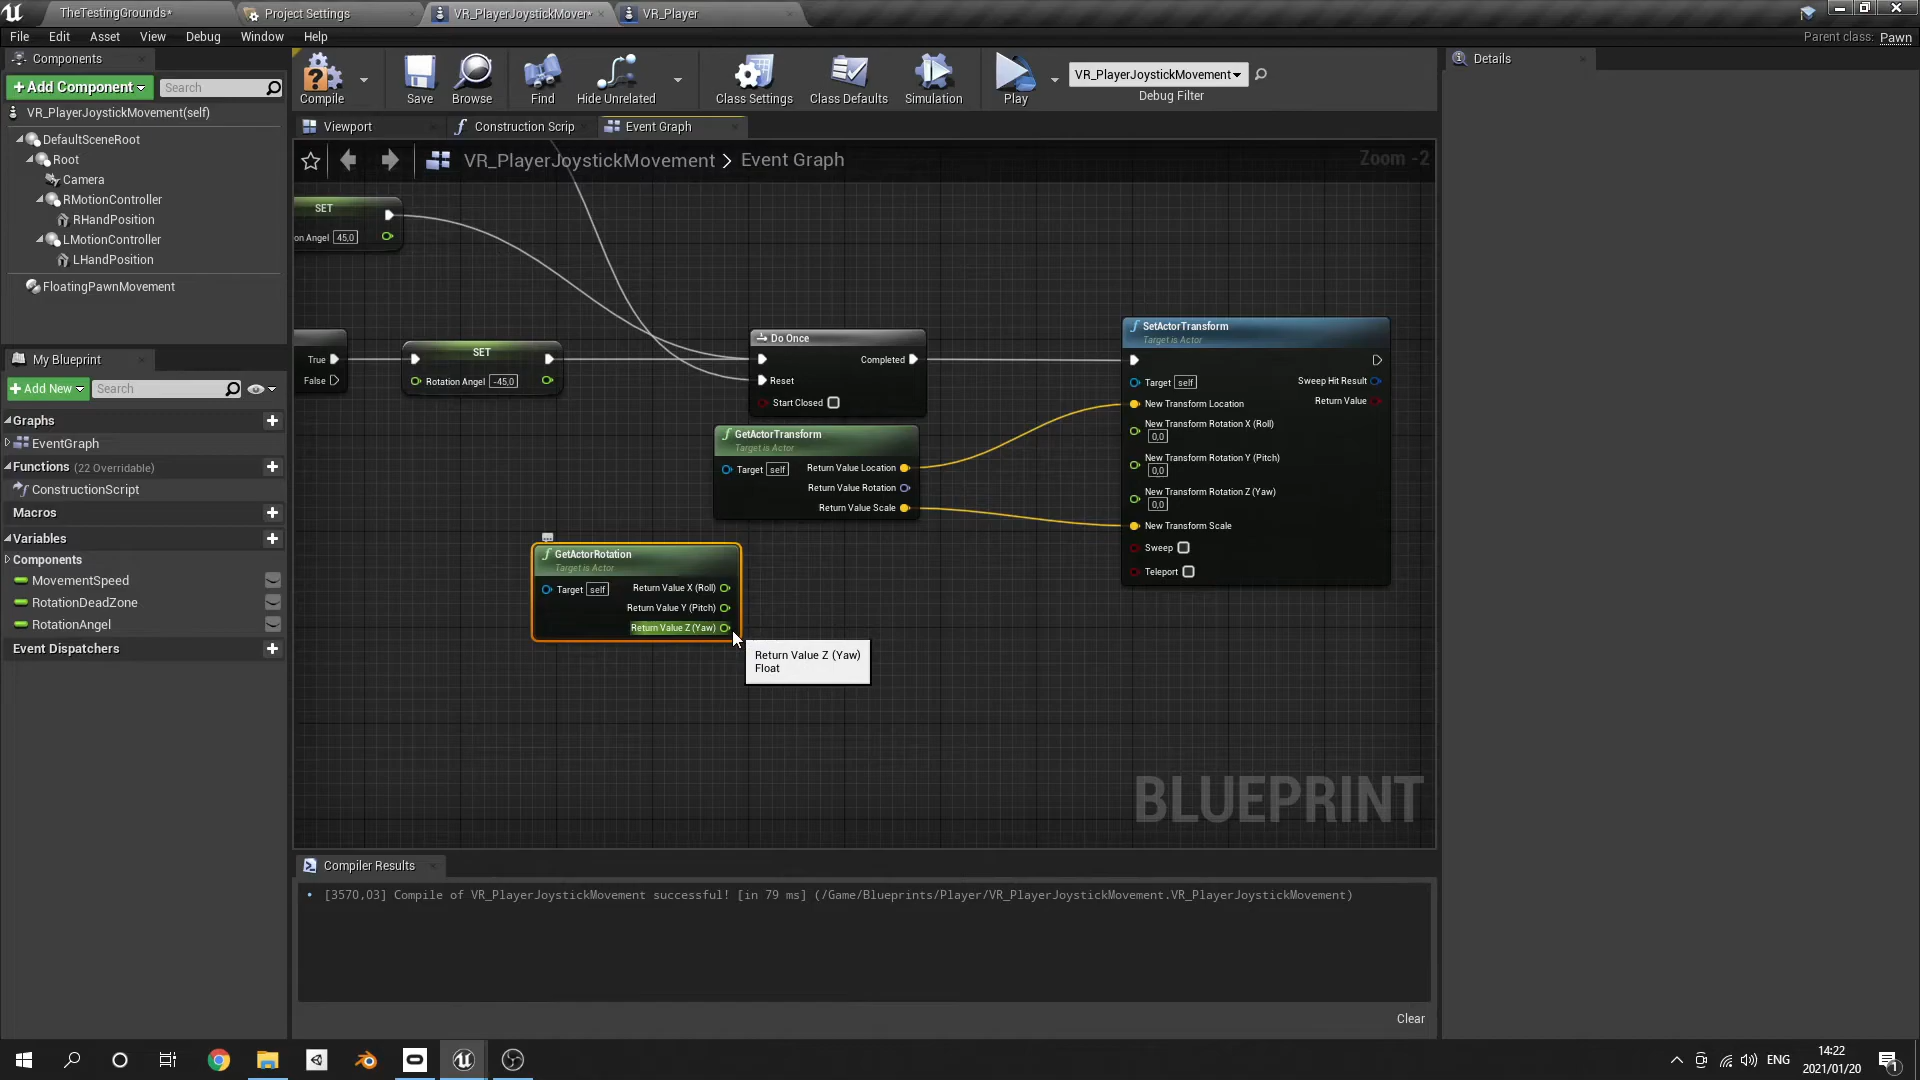 TheTestingGrounds*
Project Settings
VR_PlayerJoystickMover*
VR_Player
File Edit Asset View Debug Window Help
Parent class: Pawn
Components
+Add Component
Search
VR_PlayerJoystickMovement(self)
DefaultSceneRoot
Root
Camera
RMotionController
RHandPosition
LMotionController
LHandPosition
FloatingPawnMovement
My Blueprint
+Add New
Search
Graphs
EventGraph
Functions (22 Overridable)
ConstructionScript
Macros
Variables
Components
MovementSpeed
RotationDeadZone
RotationAngel
Event Dispatchers
Compile
Save
Browse
Find
Hide Unrelated
Class Settings
Class Defaults
Simulation
Play
VR_PlayerJoystickMovement
Debug Filter
Details
Viewport
Construction Scrip
Event Graph
VR_PlayerJoystickMovement > Event Graph
Zoom -2
SET
on Angel 45,0
True
False
SET
Rotation Angel -45,0
Do Once
Completed
Reset
Start Closed
GetActorTransform
Target is Actor
Target self
Return Value Location
Return Value Rotation
Return Value Scale
GetActorRotation
Target is Actor
Target self
Return Value X (Roll)
Return Value Y (Pitch)
Return Value Z (Yaw)
Return Value Z (Yaw)
Float
SetActorTransform
Target is Actor
Target self
Sweep Hit Result
Return Value
New Transform Location
New Transform Rotation X (Roll)
0,0
New Transform Rotation Y (Pitch)
0,0
New Transform Rotation Z (Yaw)
0,0
New Transform Scale
Sweep
Teleport
BLUEPRINT
Compiler Results
[3570,03] Compile of VR_PlayerJoystickMovement successful! [in 79 ms] (/Game/Blueprints/Player/VR_PlayerJoystickMovement.VR_PlayerJoystickMovement)
Clear
ENG
14:22
2021/01/20
1